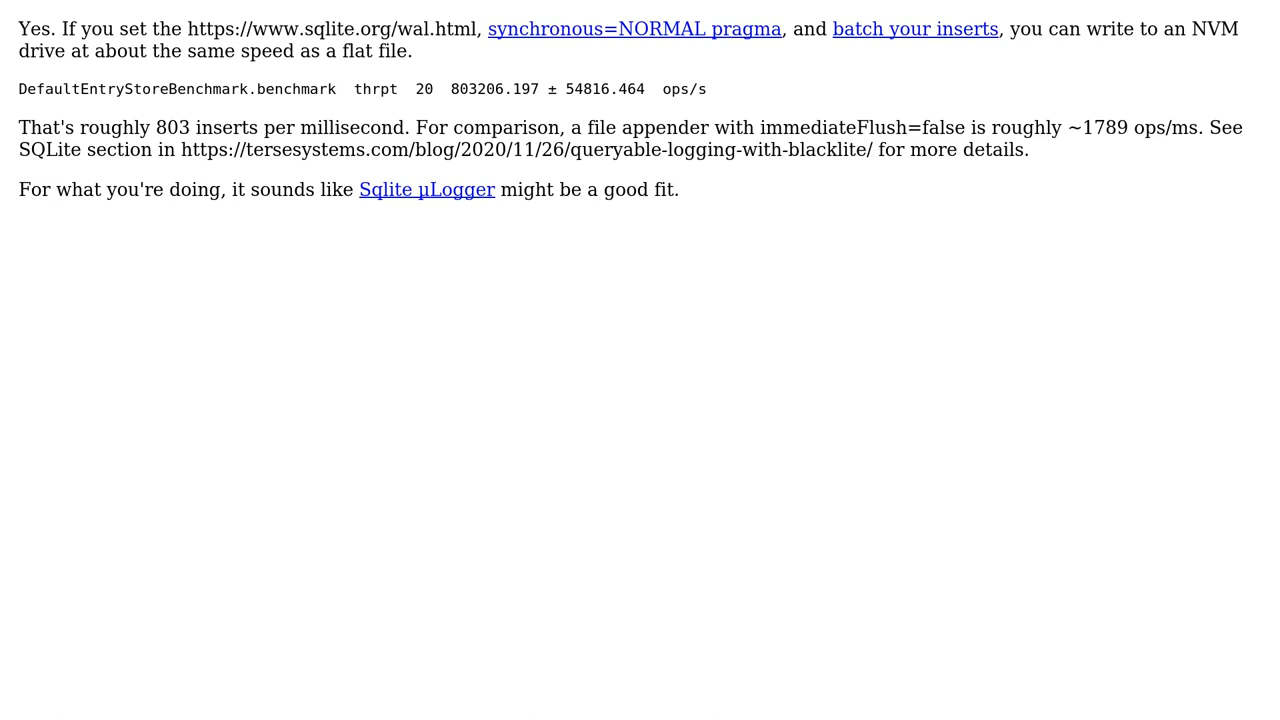 Yes. If you set the https://www.sqlite.org/wal.html, synchronous=NORMAL pragma, and batch your inserts, you can write to an NVM
drive at about the same speed as a flat file.
DefaultEntryStoreBenchmark.benchmark  thrpt  20  803206.197 ± 54816.464  ops/s
That's roughly 803 inserts per millisecond. For comparison, a file appender with immediateFlush=false is roughly ~1789 ops/ms. See
SQLite section in https://tersesystems.com/blog/2020/11/26/queryable-logging-with-blacklite/ for more details.
For what you're doing, it sounds like Sqlite µLogger might be a good fit.